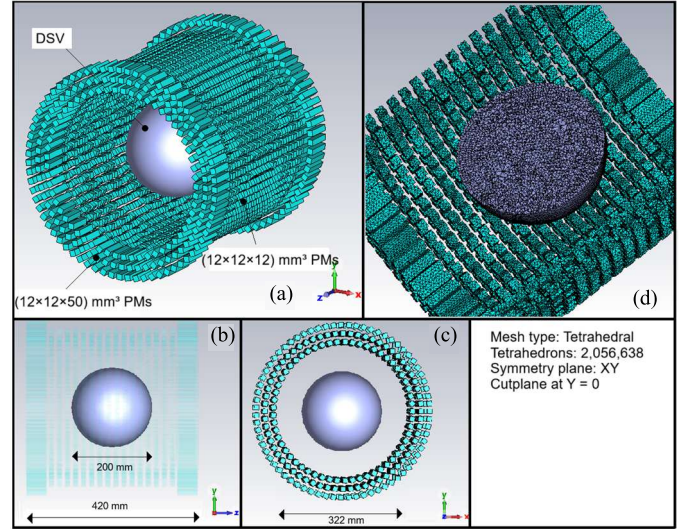 DSV
(12×12×12) mm³ PMs
(12×12×50) mm³ PMs
y
z
x
(a)
(d)
(b)
200 mm
420 mm
y
z
(c)
322 mm
y
x
Mesh type: Tetrahedral
Tetrahedrons: 2,056,638
Symmetry plane: XY
Cutplane at Y = 0